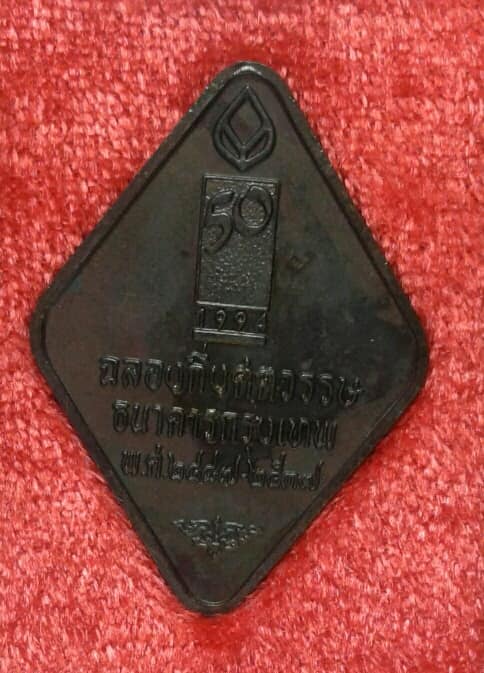 50
1994
ฉลองกึ่งศตวรรษ
ธนาคารกรุงเทพ
พ.ศ.๒๔๘๗-๒๕๓๗